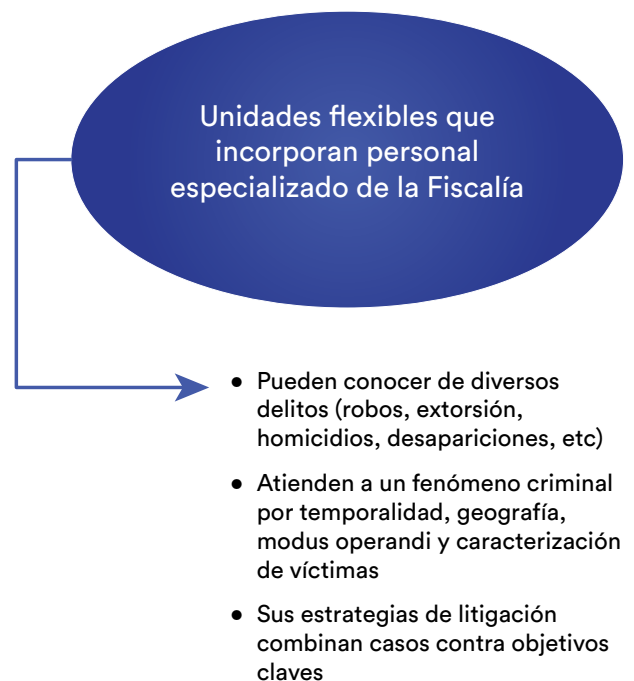 Unidades flexibles que
incorporan personal
especializado de la Fiscalía
● Pueden conocer de diversos
delitos (robos, extorsión,
homicidios, desapariciones, etc)
● Atienden a un fenómeno criminal
por temporalidad, geografía,
modus operandi y caracterización
de víctimas
● Sus estrategias de litigación
combinan casos contra objetivos
claves